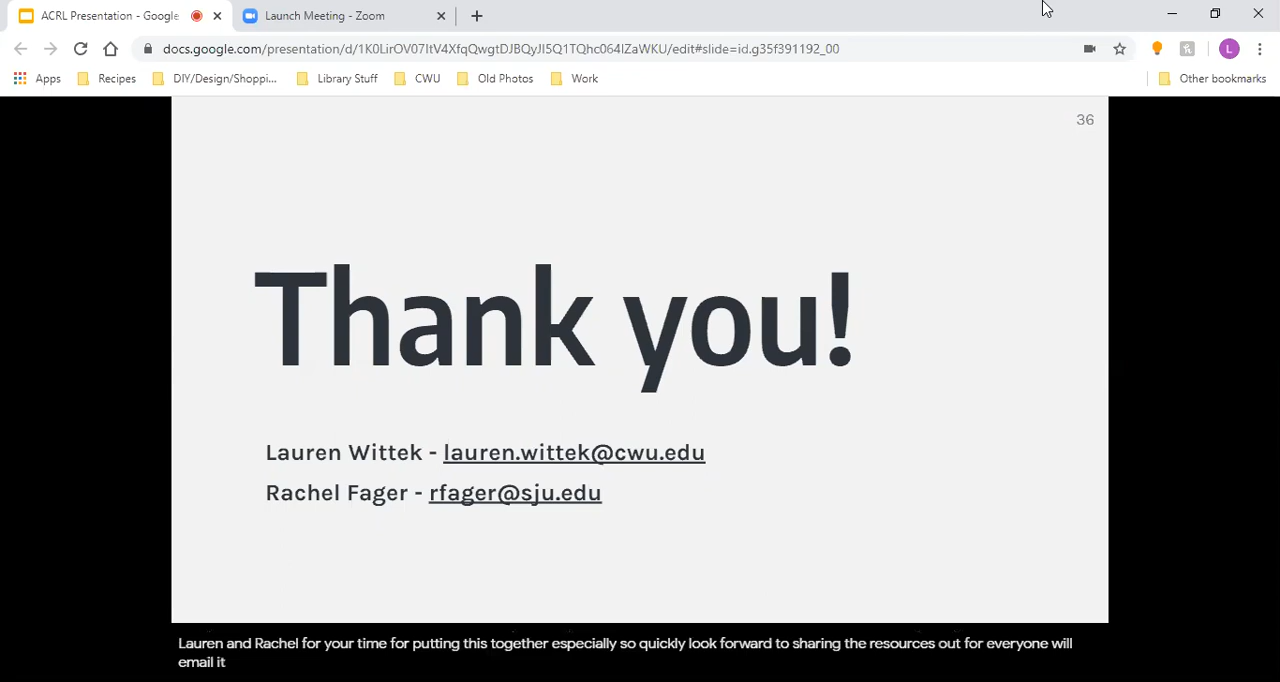 ACRL Presentation - Google
Launch Meeting - Zoom
docs.google.com/presentation/d/1K0LirOV07ltV4XfqQwgtDJBQyJI5Q1TQhc064lZaWKU/edit#slide=id.g35f391192_00
L
Apps Recipes DIY/Design/Shoppi... Library Stuff CWU Old Photos Work Other bookmarks
36
Thank you!
Lauren Wittek - lauren.wittek@cwu.edu
Rachel Fager - rfager@sju.edu
Lauren and Rachel for your time for putting this together especially so quickly look forward to sharing the resources out for everyone will
email it